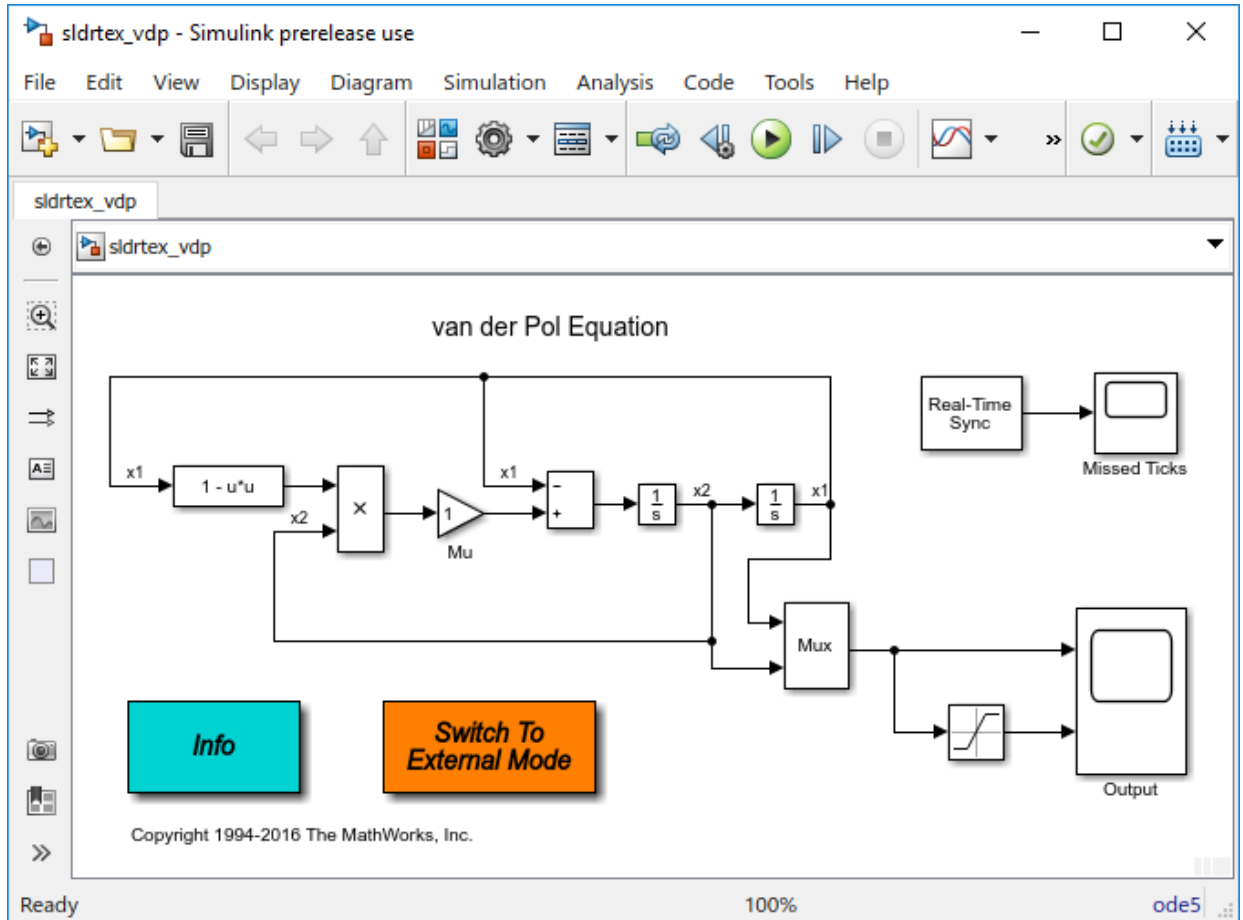 sldrtex_vdp - Simulink prerelease use
File Edit View Display Diagram Simulation Analysis Code Tools Help
sldrtex_vdp
sldrtex_vdp
van der Pol Equation
Real-Time
Sync
Missed Ticks
x1
1 - u*u
x2
×
1
Mu
x1
−
+
1
s
x2
1
s
x1
Mux
Output
Info
Switch To
External Mode
Copyright 1994-2016 The MathWorks, Inc.
Ready 100% ode5